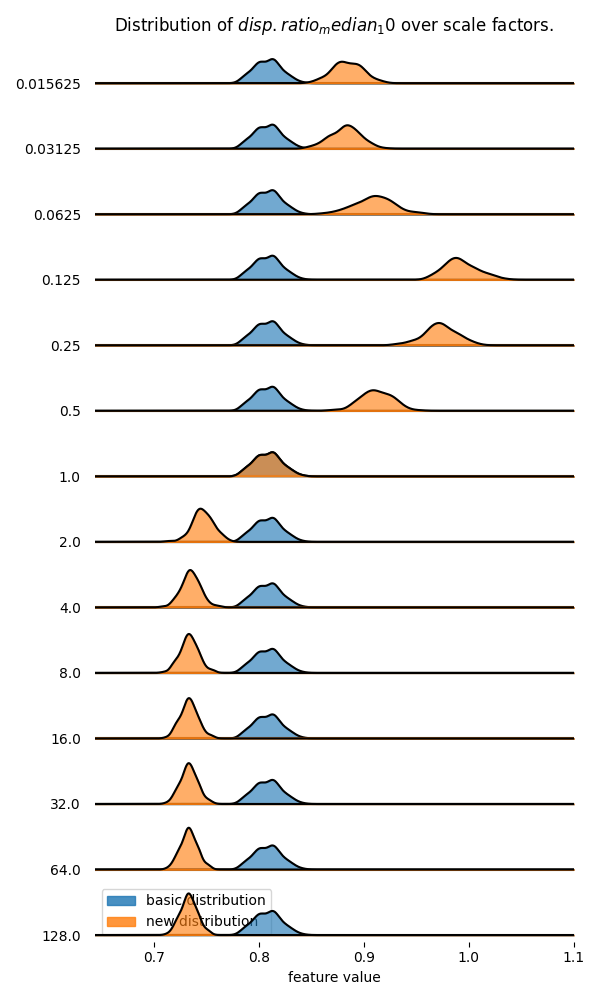 Distribution of disp.ratio_median_10 over scale factors.
0.015625
0.03125
0.0625
0.125
0.25
0.5
1.0
2.0
4.0
8.0
16.0
32.0
64.0
basic distribution
new distribution
128.0
0.7 0.8 0.9 1.0 1.1
feature value